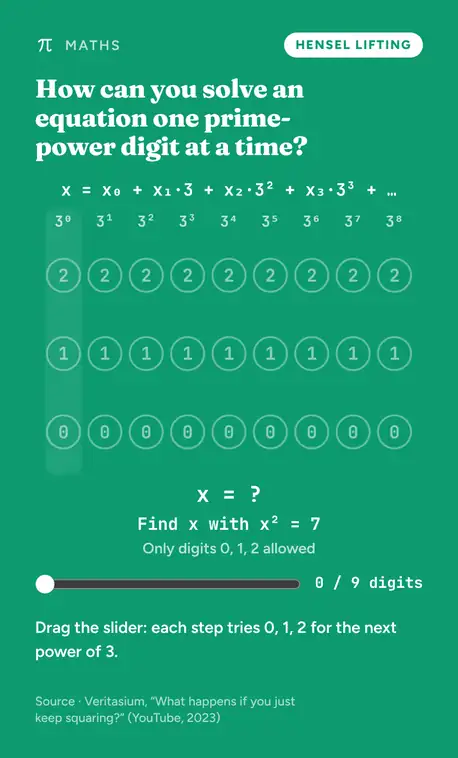 π MATHS
HENSEL LIFTING
How can you solve an
equation one prime-
power digit at a time?
x = x₀ + x₁·3 + x₂·3² + x₃·3³ + …
3⁰ 3¹ 3² 3³ 3⁴ 3⁵ 3⁶ 3⁷ 3⁸
2 2 2 2 2 2 2 2 2
1 1 1 1 1 1 1 1 1
0 0 0 0 0 0 0 0 0
x = ?
Find x with x² = 7
Only digits 0, 1, 2 allowed
0 / 9 digits
Drag the slider: each step tries 0, 1, 2 for the next
power of 3.
Source · Veritasium, “What happens if you just
keep squaring?” (YouTube, 2023)